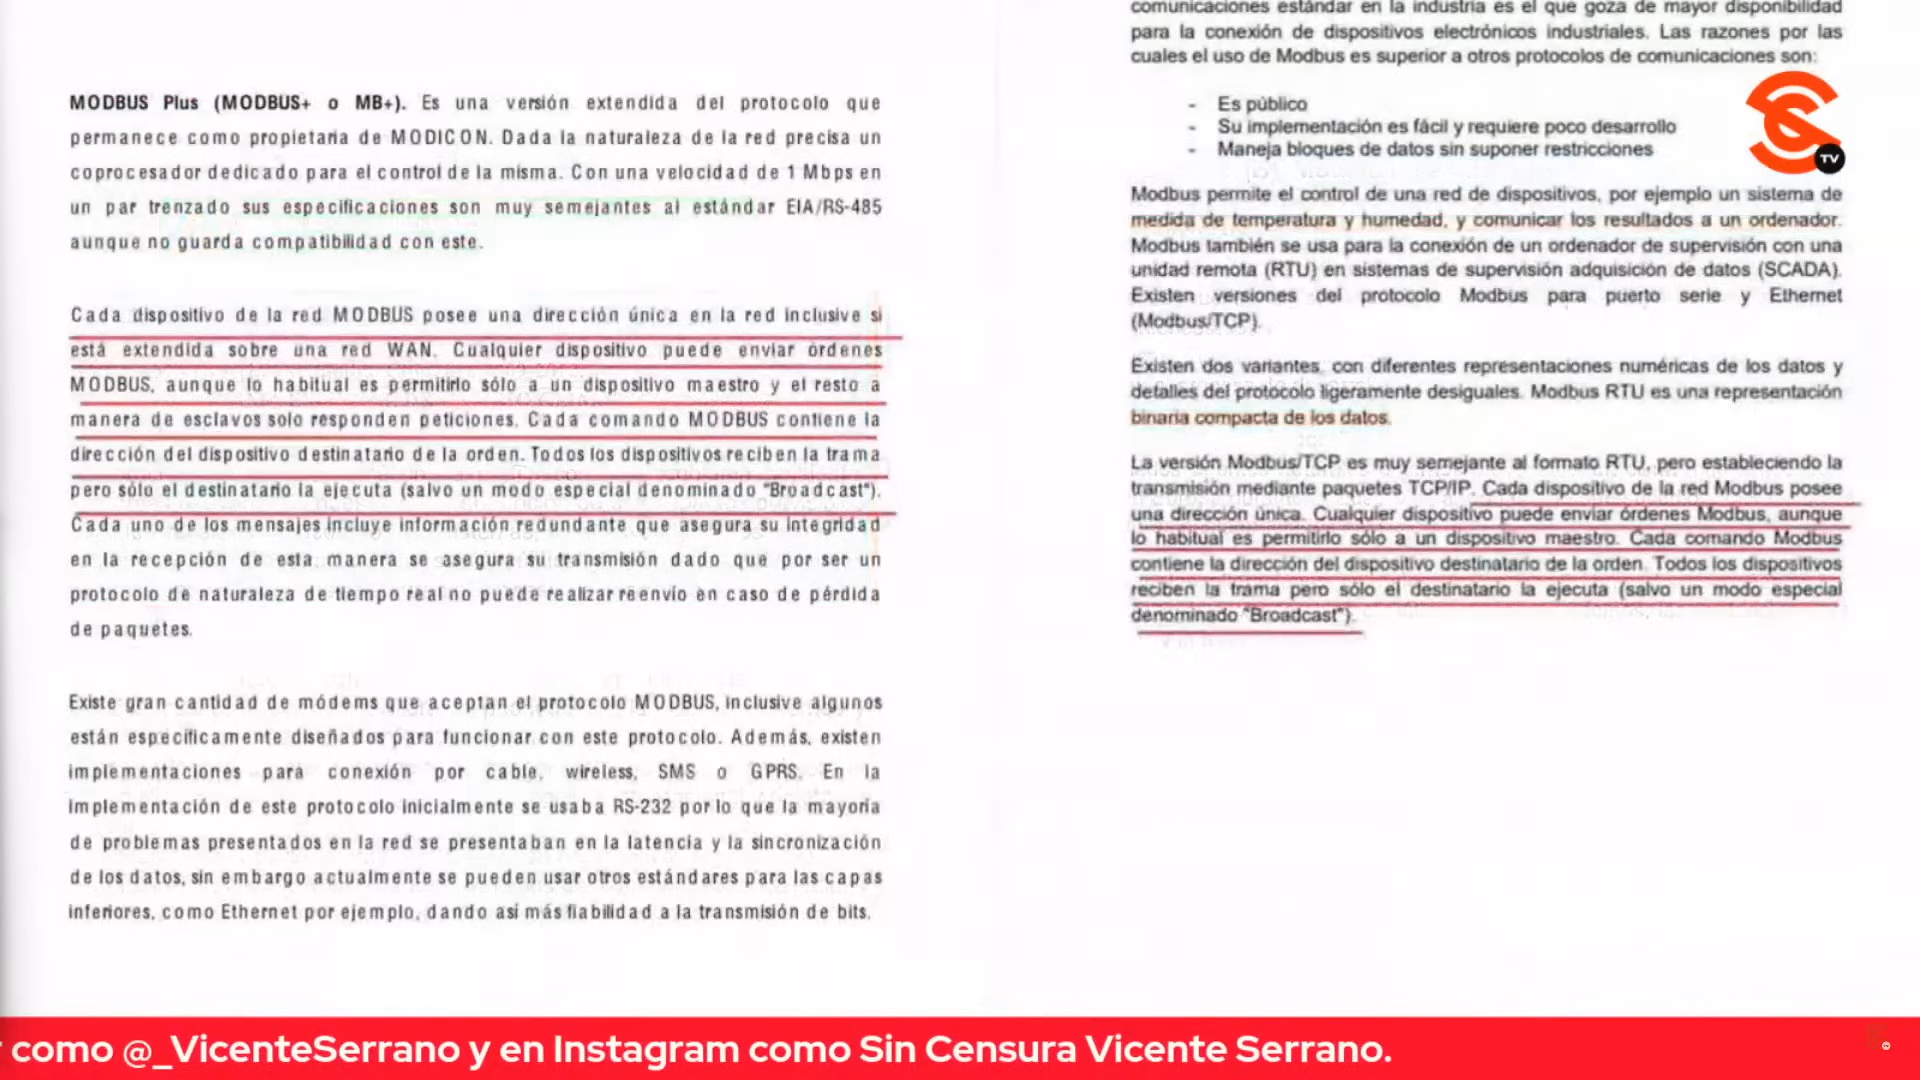 MODBUS Plus (MODBUS+ o MB+). Es una versión extendida del protocolo que
permanece como propietaria de MODICON. Dada la naturaleza de la red precisa un
coprocesador dedicado para el control de la misma. Con una velocidad de 1 Mbps en
un par trenzado sus especificaciones son muy semejantes al estándar EIA/RS-485
aunque no guarda compatibilidad con este.
Cada dispositivo de la red MODBUS posee una dirección única en la red inclusive si
está extendida sobre una red WAN. Cualquier dispositivo puede enviar órdenes
MODBUS, aunque lo habitual es permitirlo sólo a un dispositivo maestro y el resto a
manera de esclavos solo responden peticiones. Cada comando MODBUS contiene la
dirección del dispositivo destinatario de la orden. Todos los dispositivos reciben la trama
pero sólo el destinatario la ejecuta (salvo un modo especial denominado "Broadcast").
Cada uno de los mensajes incluye información redundante que asegura su integridad
en la recepción de esta manera se asegura su transmisión dado que por ser un
protocolo de naturaleza de tiempo real no puede realizar reenvío en caso de pérdida
de paquetes.
Existe gran cantidad de módems que aceptan el protocolo MODBUS, inclusive algunos
están específicamente diseñados para funcionar con este protocolo. Además, existen
implementaciones para conexión por cable, wireless, SMS o GPRS. En la
implementación de este protocolo inicialmente se usaba RS-232 por lo que la mayoría
de problemas presentados en la red se presentaban en la latencia y la sincronización
de los datos, sin embargo actualmente se pueden usar otros estándares para las capas
inferiores, como Ethernet por ejemplo, dando así más fiabilidad a la transmisión de bits.
comunicaciones estándar en la industria es el que goza de mayor disponibilidad
para la conexión de dispositivos electrónicos industriales. Las razones por las
cuales el uso de Modbus es superior a otros protocolos de comunicaciones son:
- Es público
- Su implementación es fácil y requiere poco desarrollo
- Maneja bloques de datos sin suponer restricciones
Modbus permite el control de una red de dispositivos, por ejemplo un sistema de
medida de temperatura y humedad, y comunicar los resultados a un ordenador.
Modbus también se usa para la conexión de un ordenador de supervisión con una
unidad remota (RTU) en sistemas de supervisión adquisición de datos (SCADA).
Existen versiones del protocolo Modbus para puerto serie y Ethernet
(Modbus/TCP).
Existen dos variantes, con diferentes representaciones numéricas de los datos y
detalles del protocolo ligeramente desiguales. Modbus RTU es una representación
binaria compacta de los datos.
La versión Modbus/TCP es muy semejante al formato RTU, pero estableciendo la
transmisión mediante paquetes TCP/IP. Cada dispositivo de la red Modbus posee
una dirección única. Cualquier dispositivo puede enviar órdenes Modbus, aunque
lo habitual es permitirlo sólo a un dispositivo maestro. Cada comando Modbus
contiene la dirección del dispositivo destinatario de la orden. Todos los dispositivos
reciben la trama pero sólo el destinatario la ejecuta (salvo un modo especial
denominado "Broadcast").
TV
como @_VicenteSerrano y en Instagram como Sin Censura Vicente Serrano.